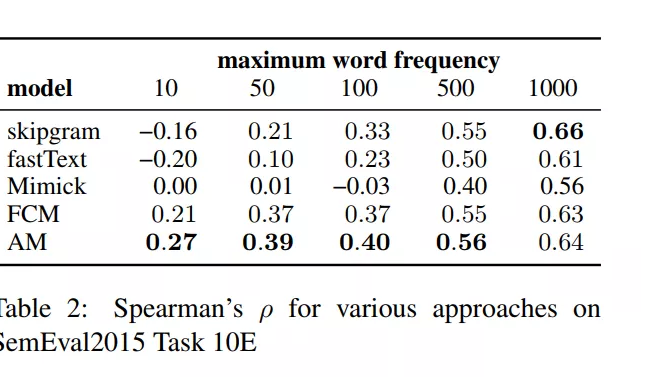 maximum word frequency
model 10 50 100 500 1000
skipgram −0.16 0.21 0.33 0.55 0.66
fastText −0.20 0.10 0.23 0.50 0.61
Mimick 0.00 0.01 −0.03 0.40 0.56
FCM 0.21 0.37 0.37 0.55 0.63
AM 0.27 0.39 0.40 0.56 0.64
Table 2: Spearman's ρ for various approaches on
SemEval2015 Task 10E